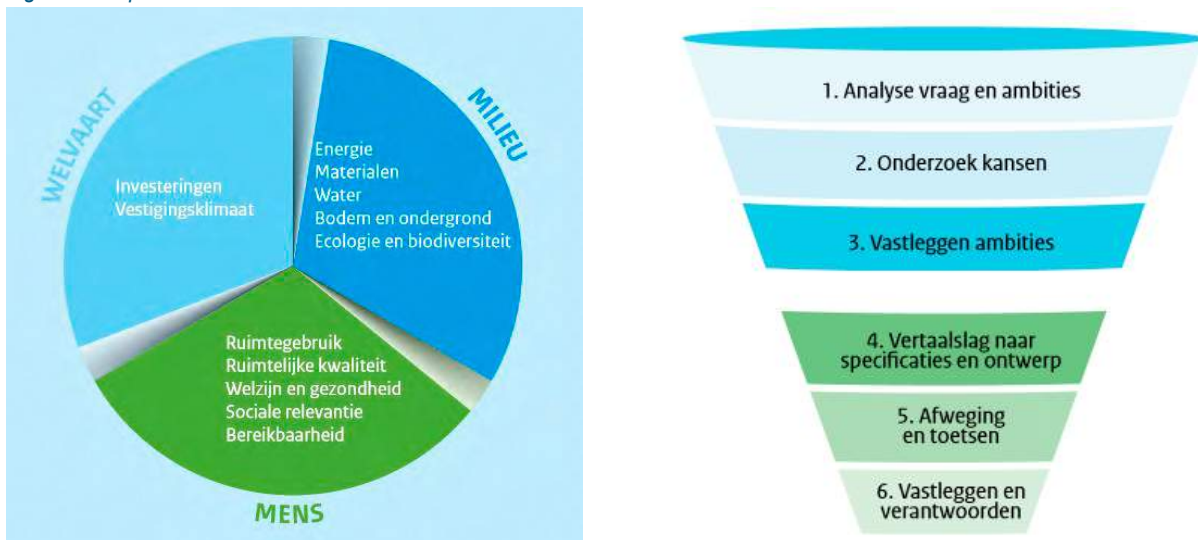 WELVAART
Investeringen
Vestigingsklimaat
MILIEU
Energie
Materialen
Water
Bodem en ondergrond
Ecologie en biodiversiteit
Ruimtegebruik
Ruimtelijke kwaliteit
Welzijn en gezondheid
Sociale relevantie
Bereikbaarheid
MENS
1. Analyse vraag en ambities
2. Onderzoek kansen
3. Vastleggen ambities
4. Vertaalslag naar
specificaties en ontwerp
5. Afweging
en toetsen
6. Vastleggen en
verantwoorden